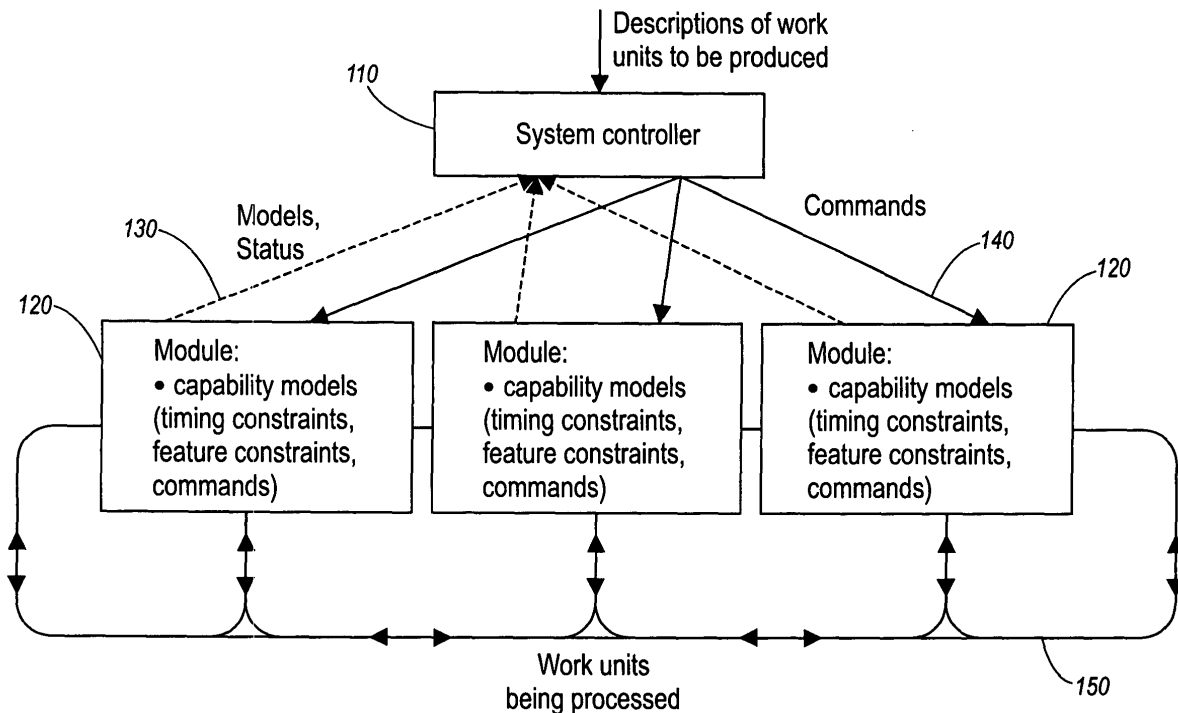 Descriptions of work
units to be produced
110
System controller
Models,
Status
130
Commands
140
120
120
Module:
• capability models
(timing constraints,
feature constraints,
commands)
Module:
• capability models
(timing constraints,
feature constraints,
commands)
Module:
• capability models
(timing constraints,
feature constraints,
commands)
Work units
being processed
150